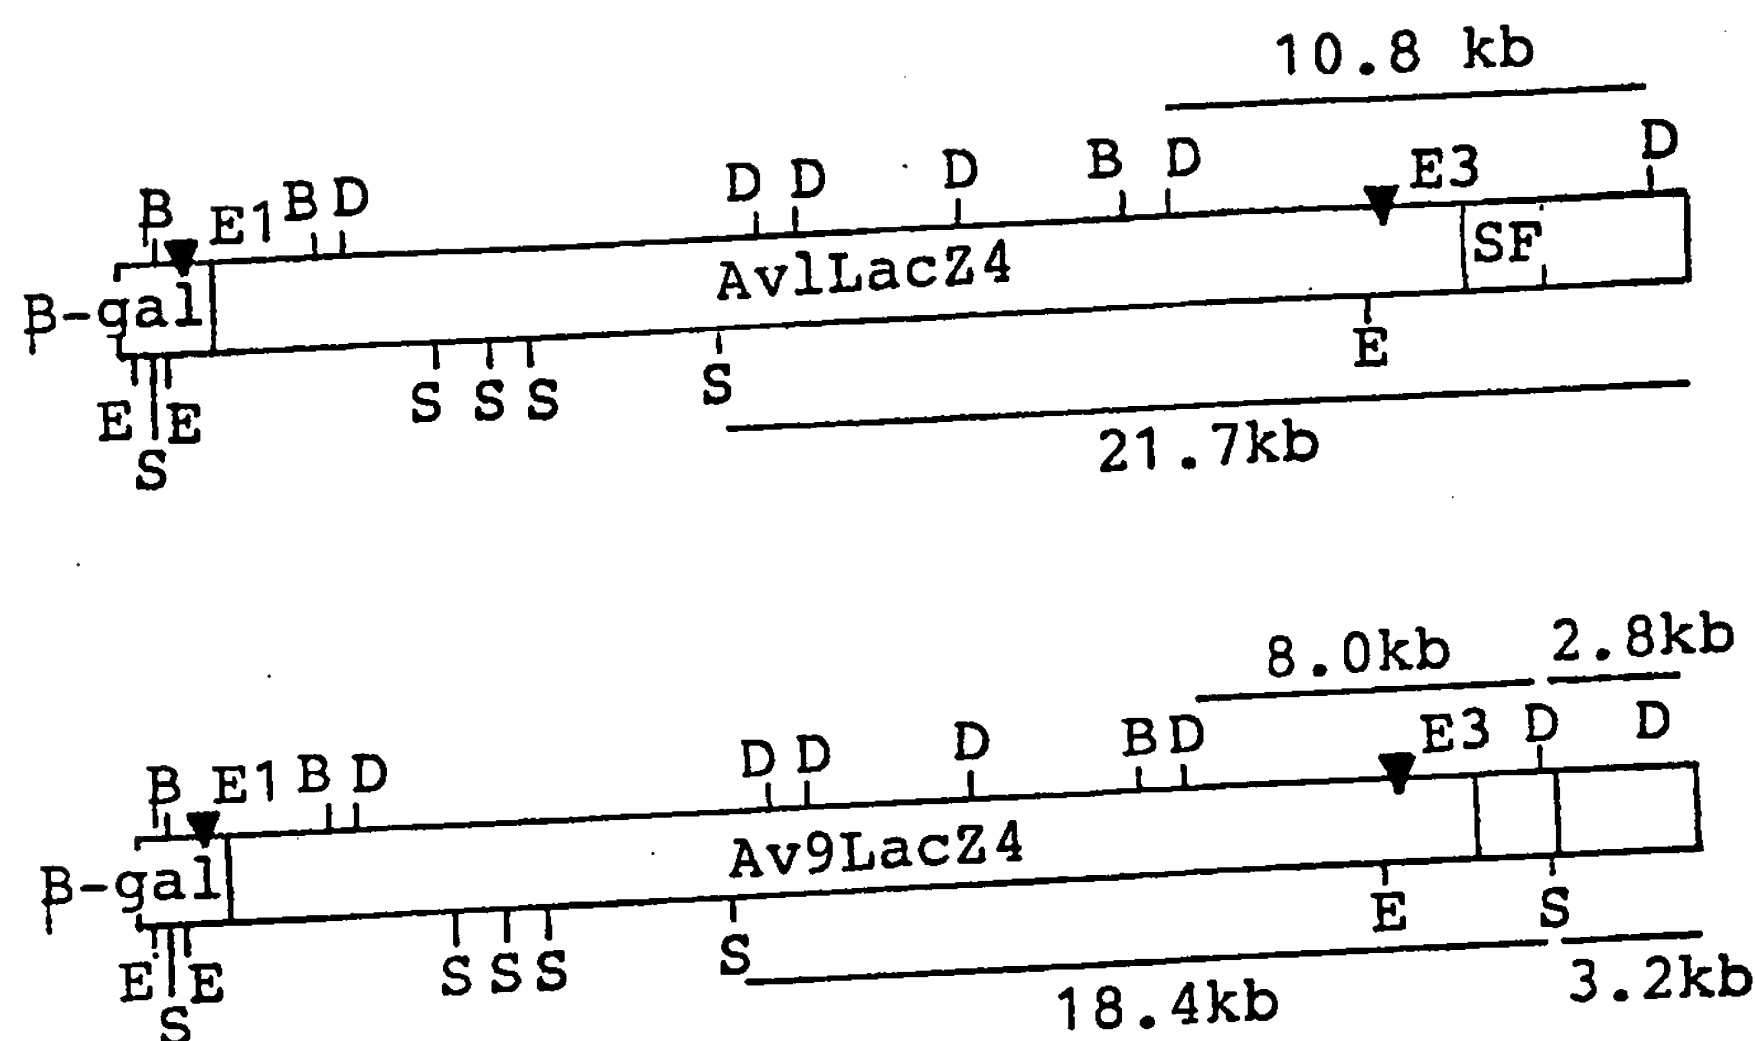 10.8 kb
B E1 B D D D D B D E3 D
β-gal Av1LacZ4 SF
E E S S S S E
S
21.7kb
8.0kb 2.8kb
B E1 B D D D D B D E3 D D
β-gal Av9LacZ4
E E S S S S E S
S
18.4kb 3.2kb